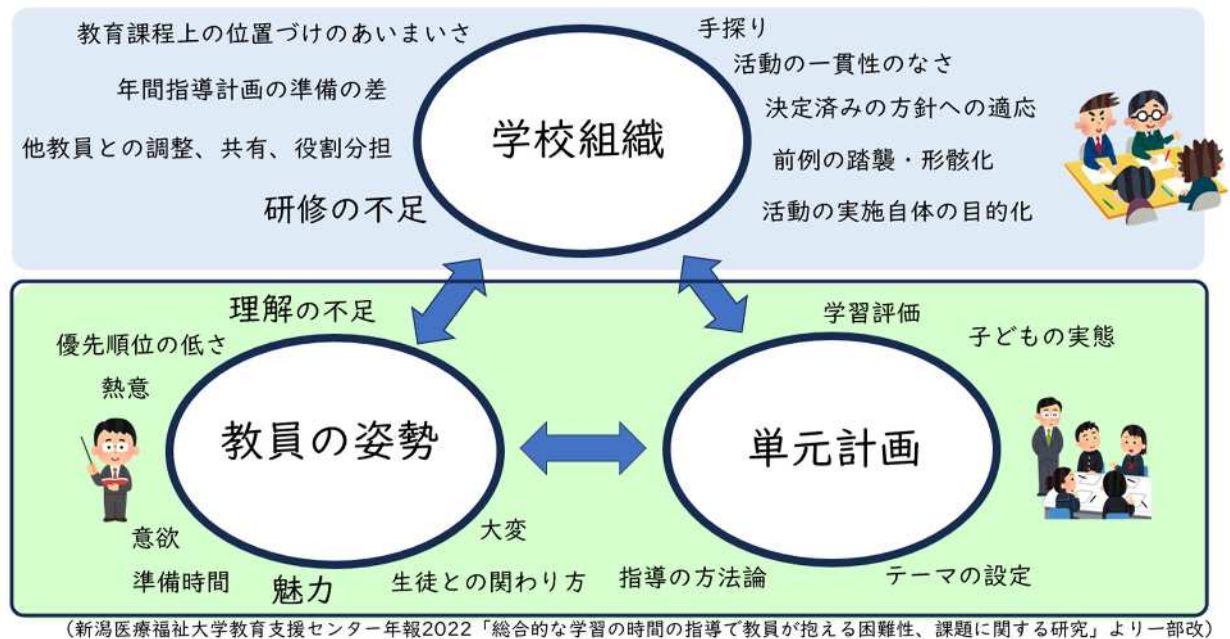 教育課程上の位置づけのあいまいさ
年間指導計画の準備の差
他教員との調整、共有、役割分担
研修の不足
学校組織
手探り
活動の一貫性のなさ
決定済みの方針への適応
前例の踏襲・形骸化
活動の実施自体の目的化
理解の不足
優先順位の低さ
熱意
教員の姿勢
意欲
準備時間
魅力
大変
生徒との関わり方
学習評価
子どもの実態
単元計画
指導の方法論
テーマの設定
(新潟医療福祉大学教育支援センター年報2022「総合的な学習の時間の指導で教員が抱える困難性、課題に関する研究」より一部改)